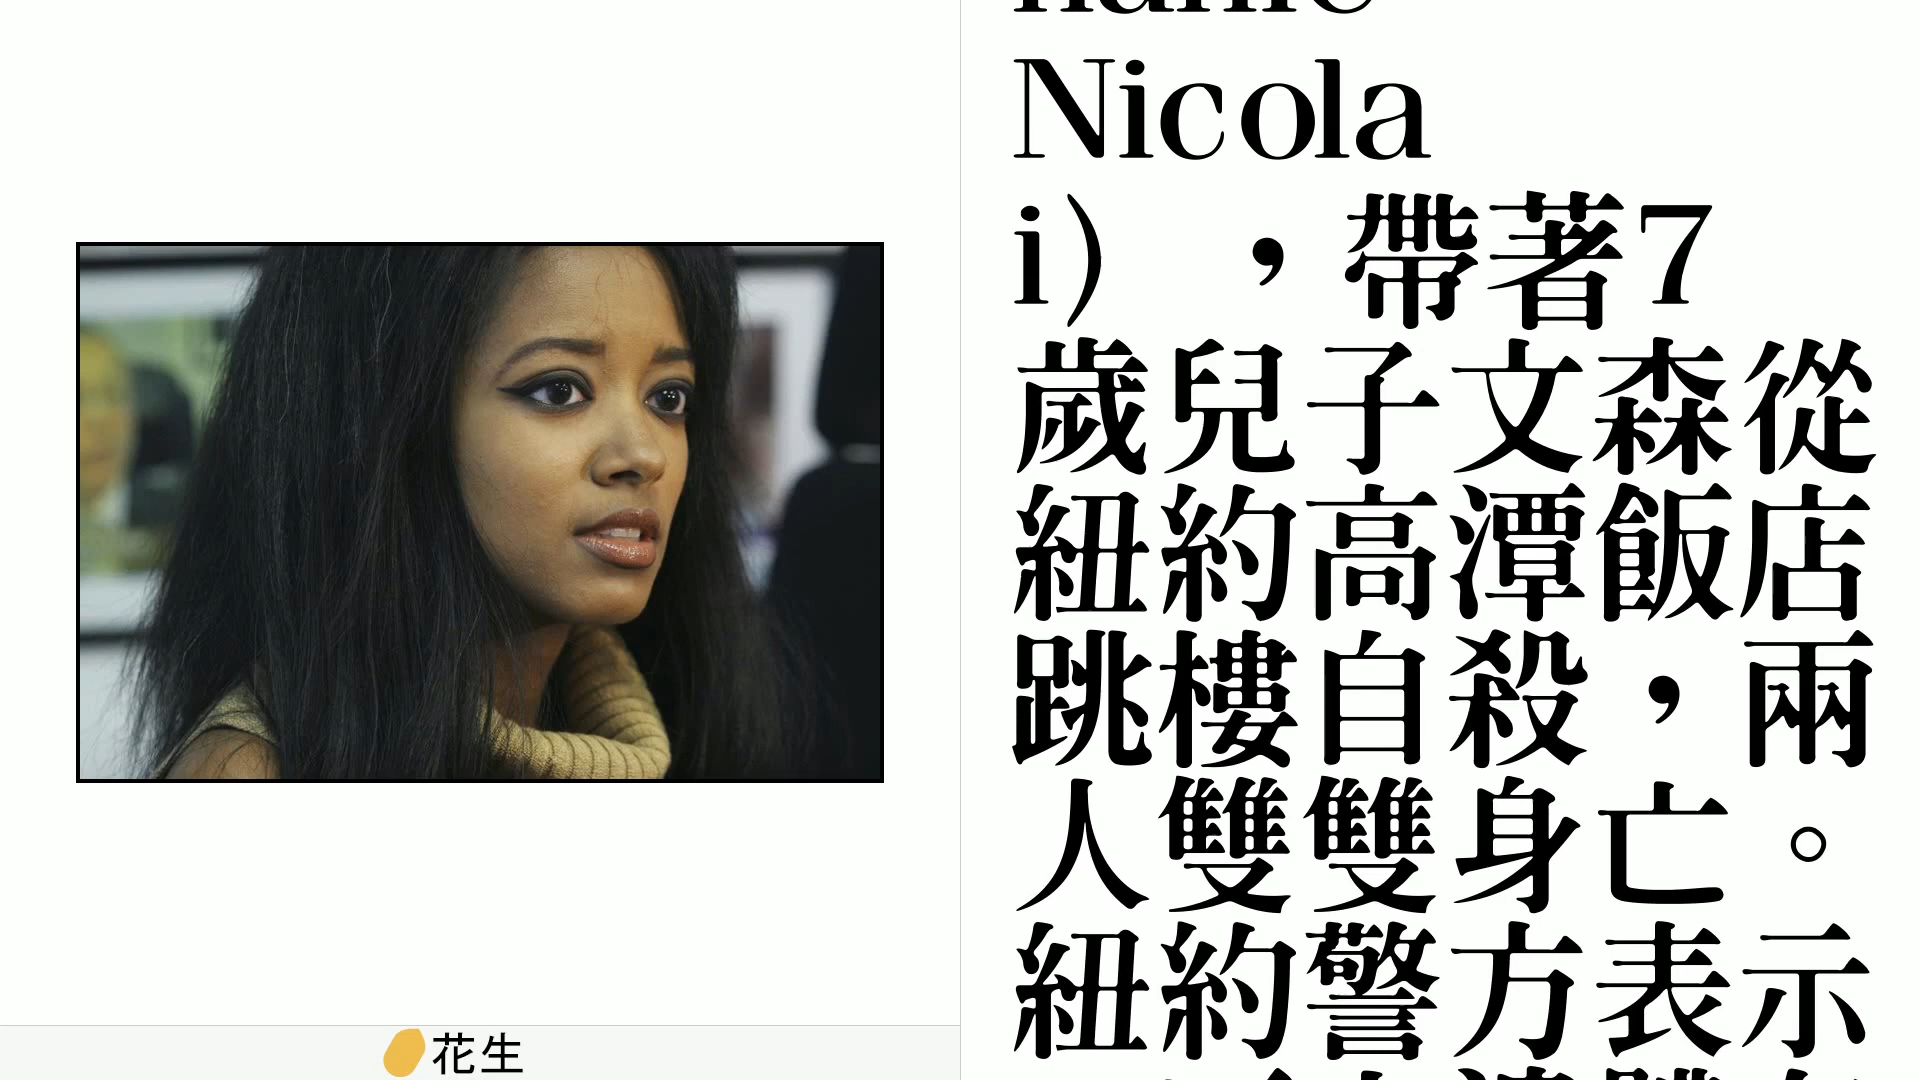 Nicola
i)　，帶著7
歲兒子文森從
紐約高潭飯店
跳樓自殺，兩
人雙雙身亡。
紐約警方表示
花生